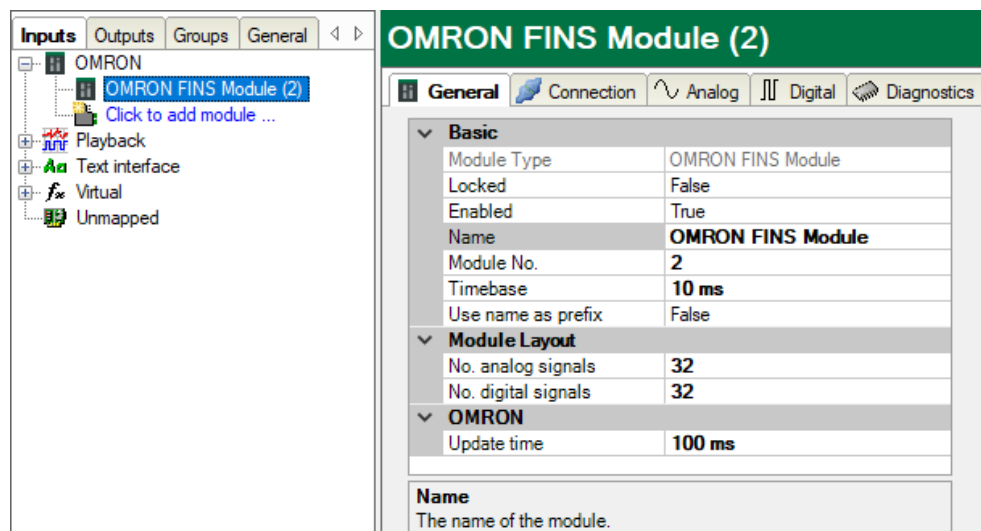 Inputs Outputs Groups General
OMRON
OMRON FINS Module (2)
Click to add module ...
Playback
Text interface
Virtual
Unmapped
OMRON FINS Module (2)
General Connection Analog Digital Diagnostics
Basic
Module Type OMRON FINS Module
Locked False
Enabled True
Name OMRON FINS Module
Module No. 2
Timebase 10 ms
Use name as prefix False
Module Layout
No. analog signals 32
No. digital signals 32
OMRON
Update time 100 ms
Name
The name of the module.